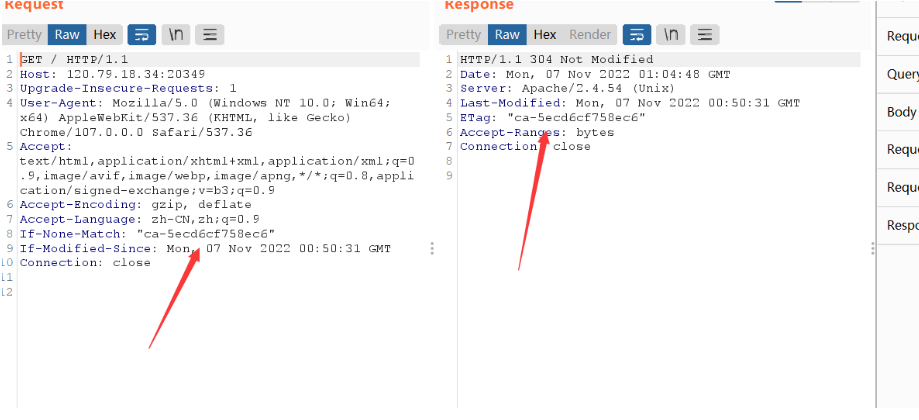 Request
Pretty Raw Hex \n
1 GET / HTTP/1.1
2 Host: 120.79.18.34:20349
3 Upgrade-Insecure-Requests: 1
4 User-Agent: Mozilla/5.0 (Windows NT 10.0; Win64;
x64) AppleWebKit/537.36 (KHTML, like Gecko)
Chrome/107.0.0.0 Safari/537.36
5 Accept:
text/html,application/xhtml+xml,application/xml;q=0
.9,image/avif,image/webp,image/apng,*/*;q=0.8,appli
cation/signed-exchange;v=b3;q=0.9
6 Accept-Encoding: gzip, deflate
7 Accept-Language: zh-CN,zh;q=0.9
8 If-None-Match: "ca-5ecd6cf758ec6"
9 If-Modified-Since: Mon, 07 Nov 2022 00:50:31 GMT
10 Connection: close
11
12
Response
Pretty Raw Hex Render \n
1 HTTP/1.1 304 Not Modified
2 Date: Mon, 07 Nov 2022 01:04:48 GMT
3 Server: Apache/2.4.54 (Unix)
4 Last-Modified: Mon, 07 Nov 2022 00:50:31 GMT
5 ETag: "ca-5ecd6cf758ec6"
6 Accept-Ranges: bytes
7 Connection: close
8
9
Reque
Query
Body
Reque
Reque
Respo